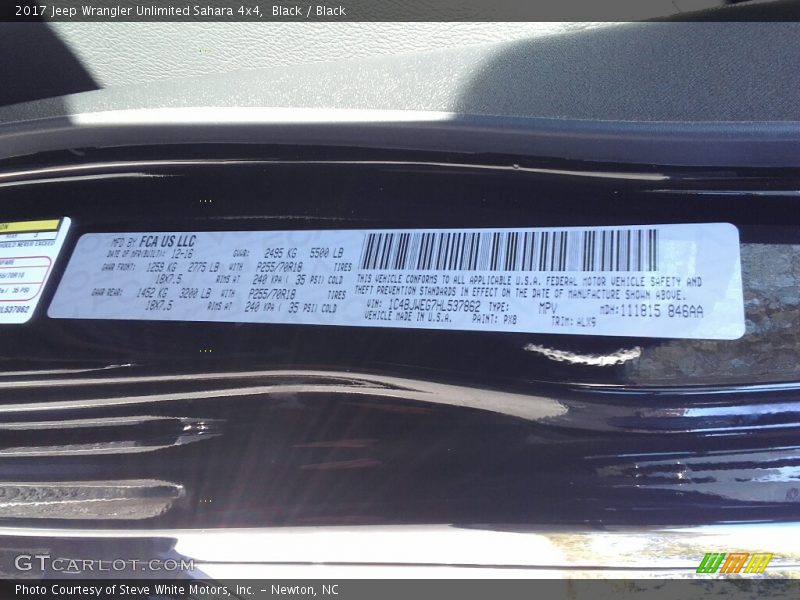 2017 Jeep Wrangler Unlimited Sahara 4x4, Black / Black
MFD BY FCA US LLC
DATE OF MFR(BUILT): 12-16 GVWR: 2495 KG 5500 LB
GAWR FRONT: 1259 KG 2775 LB WITH P255/70R18 TIRES
18X7.5 RIMS AT 240 KPA ( 35 PSI) COLD
GAWR REAR: 1452 KG 3200 LB WITH P255/70R18 TIRES
18X7.5 RIMS AT 240 KPA ( 35 PSI) COLD
THIS VEHICLE CONFORMS TO ALL APPLICABLE U.S.A. FEDERAL MOTOR VEHICLE SAFETY AND
THEFT PREVENTION STANDARDS IN EFFECT ON THE DATE OF MANUFACTURE SHOWN ABOVE.
VIN: 1C4BJWEG7HL537862 TYPE: MPV MDH:111815 846AA
VEHICLE MADE IN U.S.A. PAINT: PX8 TRIM:ALX9
GTCARLOT.COM
Photo Courtesy of Steve White Motors, Inc. – Newton, NC